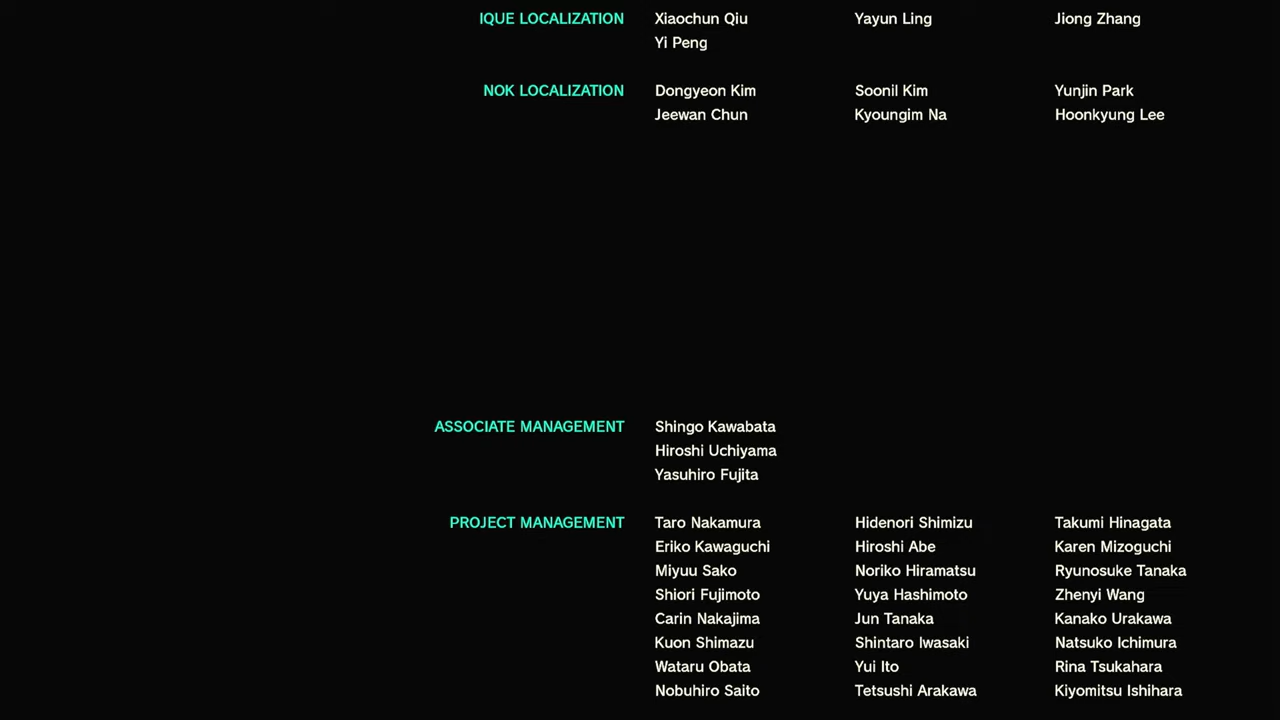 IQUE LOCALIZATION Xiaochun Qiu Yayun Ling Jiong Zhang
Yi Peng
NOK LOCALIZATION Dongyeon Kim Soonil Kim Yunjin Park
Jeewan Chun Kyoungim Na Hoonkyung Lee
ASSOCIATE MANAGEMENT Shingo Kawabata
Hiroshi Uchiyama
Yasuhiro Fujita
PROJECT MANAGEMENT Taro Nakamura Hidenori Shimizu Takumi Hinagata
Eriko Kawaguchi Hiroshi Abe Karen Mizoguchi
Miyuu Sako Noriko Hiramatsu Ryunosuke Tanaka
Shiori Fujimoto Yuya Hashimoto Zhenyi Wang
Carin Nakajima Jun Tanaka Kanako Urakawa
Kuon Shimazu Shintaro Iwasaki Natsuko Ichimura
Wataru Obata Yui Ito Rina Tsukahara
Nobuhiro Saito Tetsushi Arakawa Kiyomitsu Ishihara